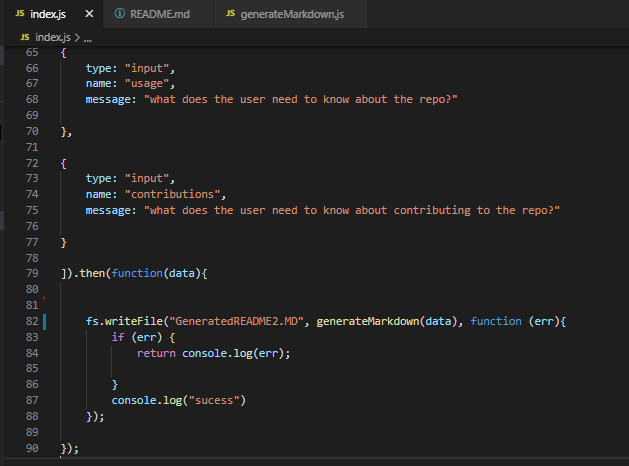 JS index.js × ⓘ README.md JS generateMarkdown.js
JS index.js > ...
65 {
66 type: "input",
67 name: "usage",
68 message: "what does the user need to know about the repo?"
69
70 },
71
72 {
73 type: "input",
74 name: "contributions",
75 message: "what does the user need to know about contributing to the repo?"
76
77 }
78
79 ]).then(function(data){
80
81
82 fs.writeFile("GeneratedREADME2.MD", generateMarkdown(data), function (err){
83 if (err) {
84 return console.log(err);
85
86 }
87 console.log("sucess")
88 });
89
90 });